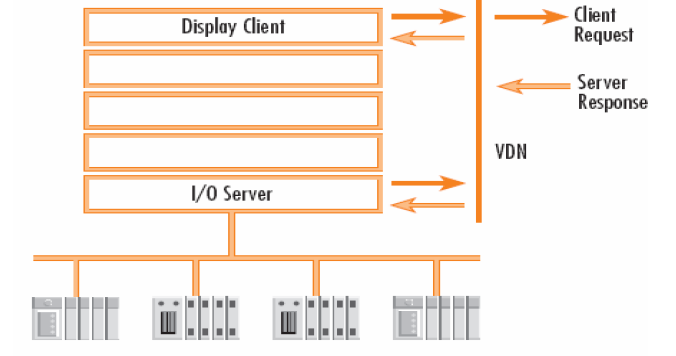 Display Client
Client
Request
Server
Response
VDN
I/O Server